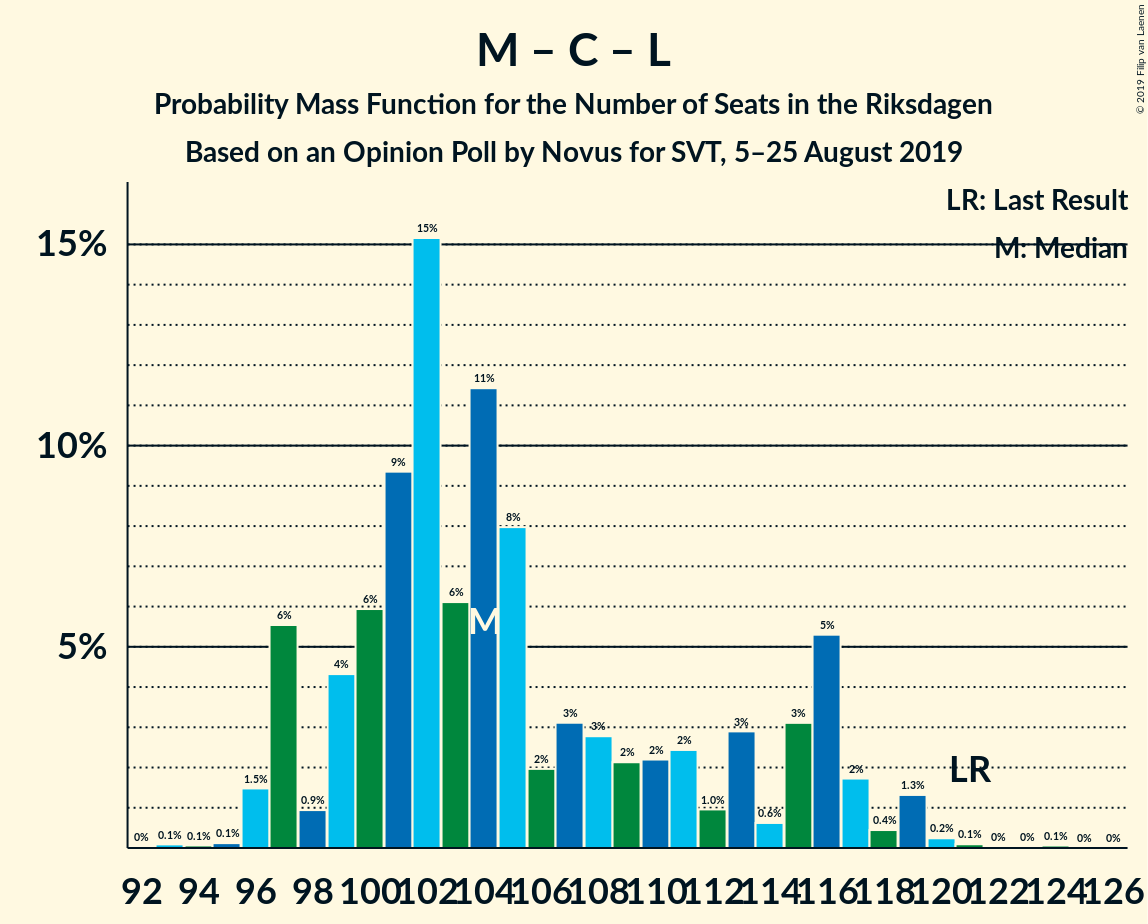 M – C – L
Probability Mass Function for the Number of Seats in the Riksdagen
Based on an Opinion Poll by Novus for SVT, 5–25 August 2019
© 2019 Filip van Laenen
LR: Last Result
M: Median
15%
10%
5%
0% 0.1% 0.1% 0.1% 1.5% 6% 0.9% 4% 6% 9% 15% 6% 11% 8% 2% 3% 3% 2% 2% 2% 1.0% 3% 0.6% 3% 5% 2% 0.4% 1.3% 0.2% 0.1% 0% 0% 0.1% 0% 0%
M
LR
92 94 96 98 100 102 104 106 108 110 112 114 116 118 120 122 124 126